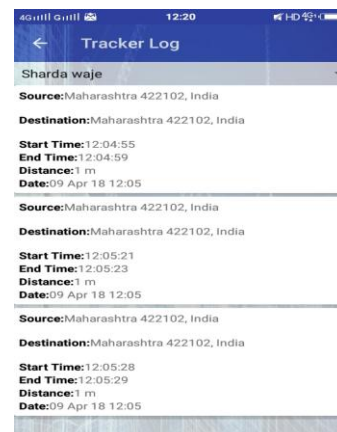 4G G 12:20 HD
Tracker Log
Sharda waje
Source:Maharashtra 422102, India
Destination:Maharashtra 422102, India
Start Time:12:04:55
End Time:12:04:59
Distance:1 m
Date:09 Apr 18 12:05
Source:Maharashtra 422102, India
Destination:Maharashtra 422102, India
Start Time:12:05:21
End Time:12:05:23
Distance:1 m
Date:09 Apr 18 12:05
Source:Maharashtra 422102, India
Destination:Maharashtra 422102, India
Start Time:12:05:28
End Time:12:05:29
Distance:1 m
Date:09 Apr 18 12:05